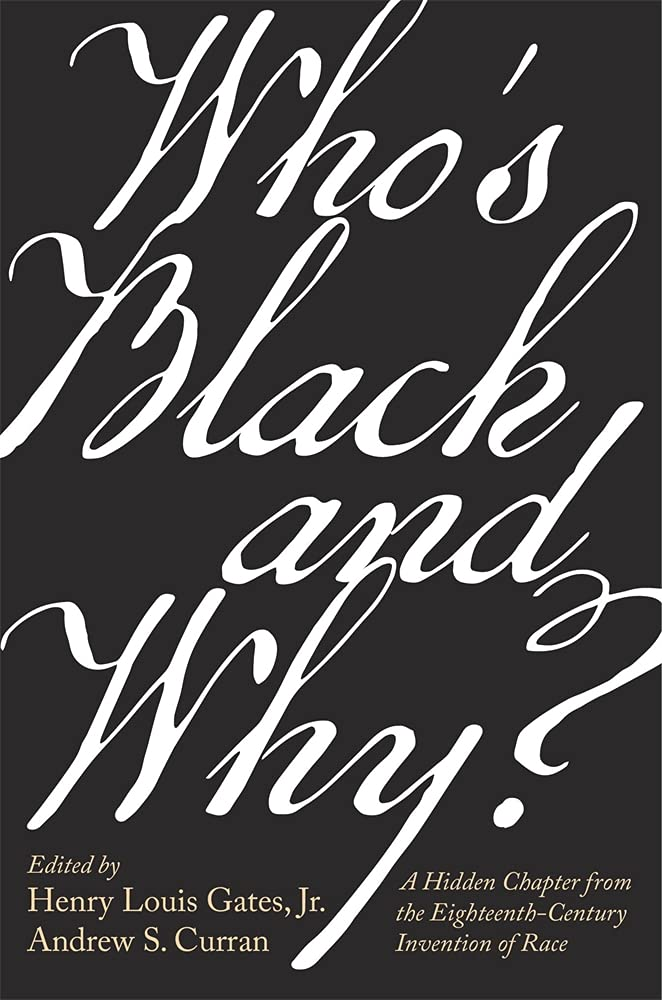 Who's
Black
and
Why?
Edited by
Henry Louis Gates, Jr.
Andrew S. Curran
A Hidden Chapter from
the Eighteenth-Century
Invention of Race